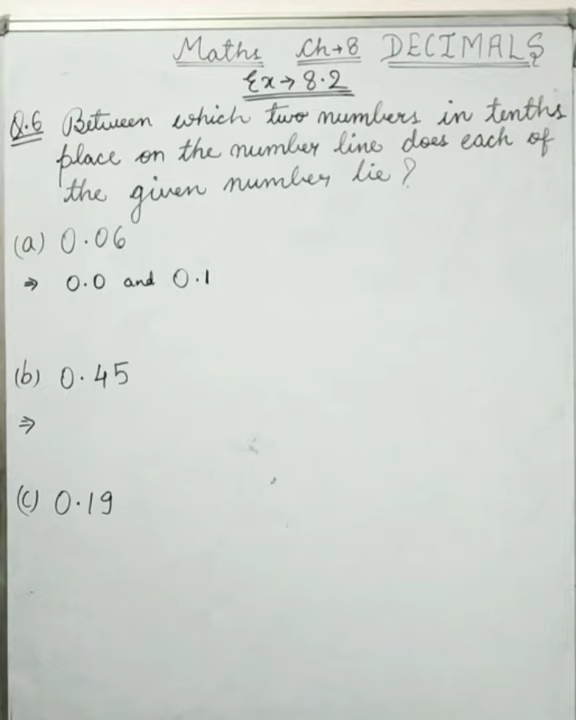 Maths Ch→8 DECIMALS
Ex→8.2
Q.6 Between which two numbers in tenths
place on the number line does each of
the given number lie?
(a) 0.06
⇒ 0.0 and 0.1
(b) 0.45
⇒
(c) 0.19